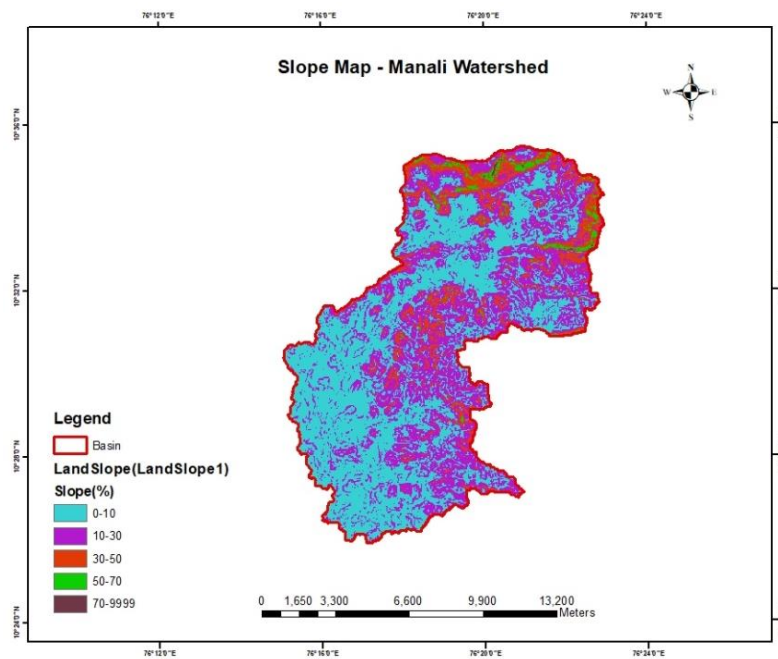 76°12'0"E 76°16'0"E 76°20'0"E 76°24'0"E
Slope Map - Manali Watershed
N
W E
S
10°36'0"N
10°32'0"N
10°28'0"N
10°24'0"N
Legend
Basin
LandSlope(LandSlope1)
Slope(%)
0-10
10-30
30-50
50-70
70-9999
0 1,650 3,300 6,600 9,900 13,200
Meters
76°12'0"E 76°16'0"E 76°20'0"E 76°24'0"E